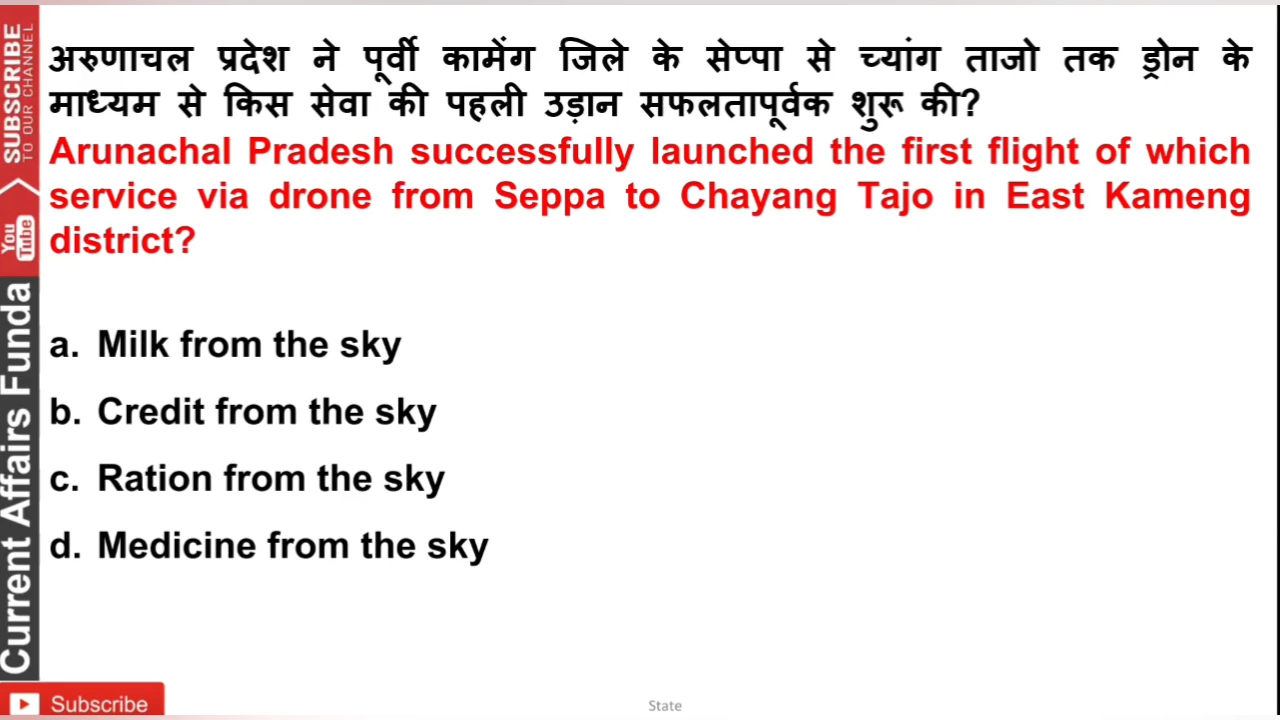 अरुणाचल प्रदेश ने पूर्वी कामेंग जिले के सेप्पा से च्यांग ताजो तक ड्रोन के
माध्यम से किस सेवा की पहली उड़ान सफलतापूर्वक शुरू की?
Arunachal Pradesh successfully launched the first flight of which
service via drone from Seppa to Chayang Tajo in East Kameng
district?
a. Milk from the sky
b. Credit from the sky
c. Ration from the sky
d. Medicine from the sky
SUBSCRIBE
TO OUR CHANNEL
You Tube
Current Affairs Funda
Subscribe
State